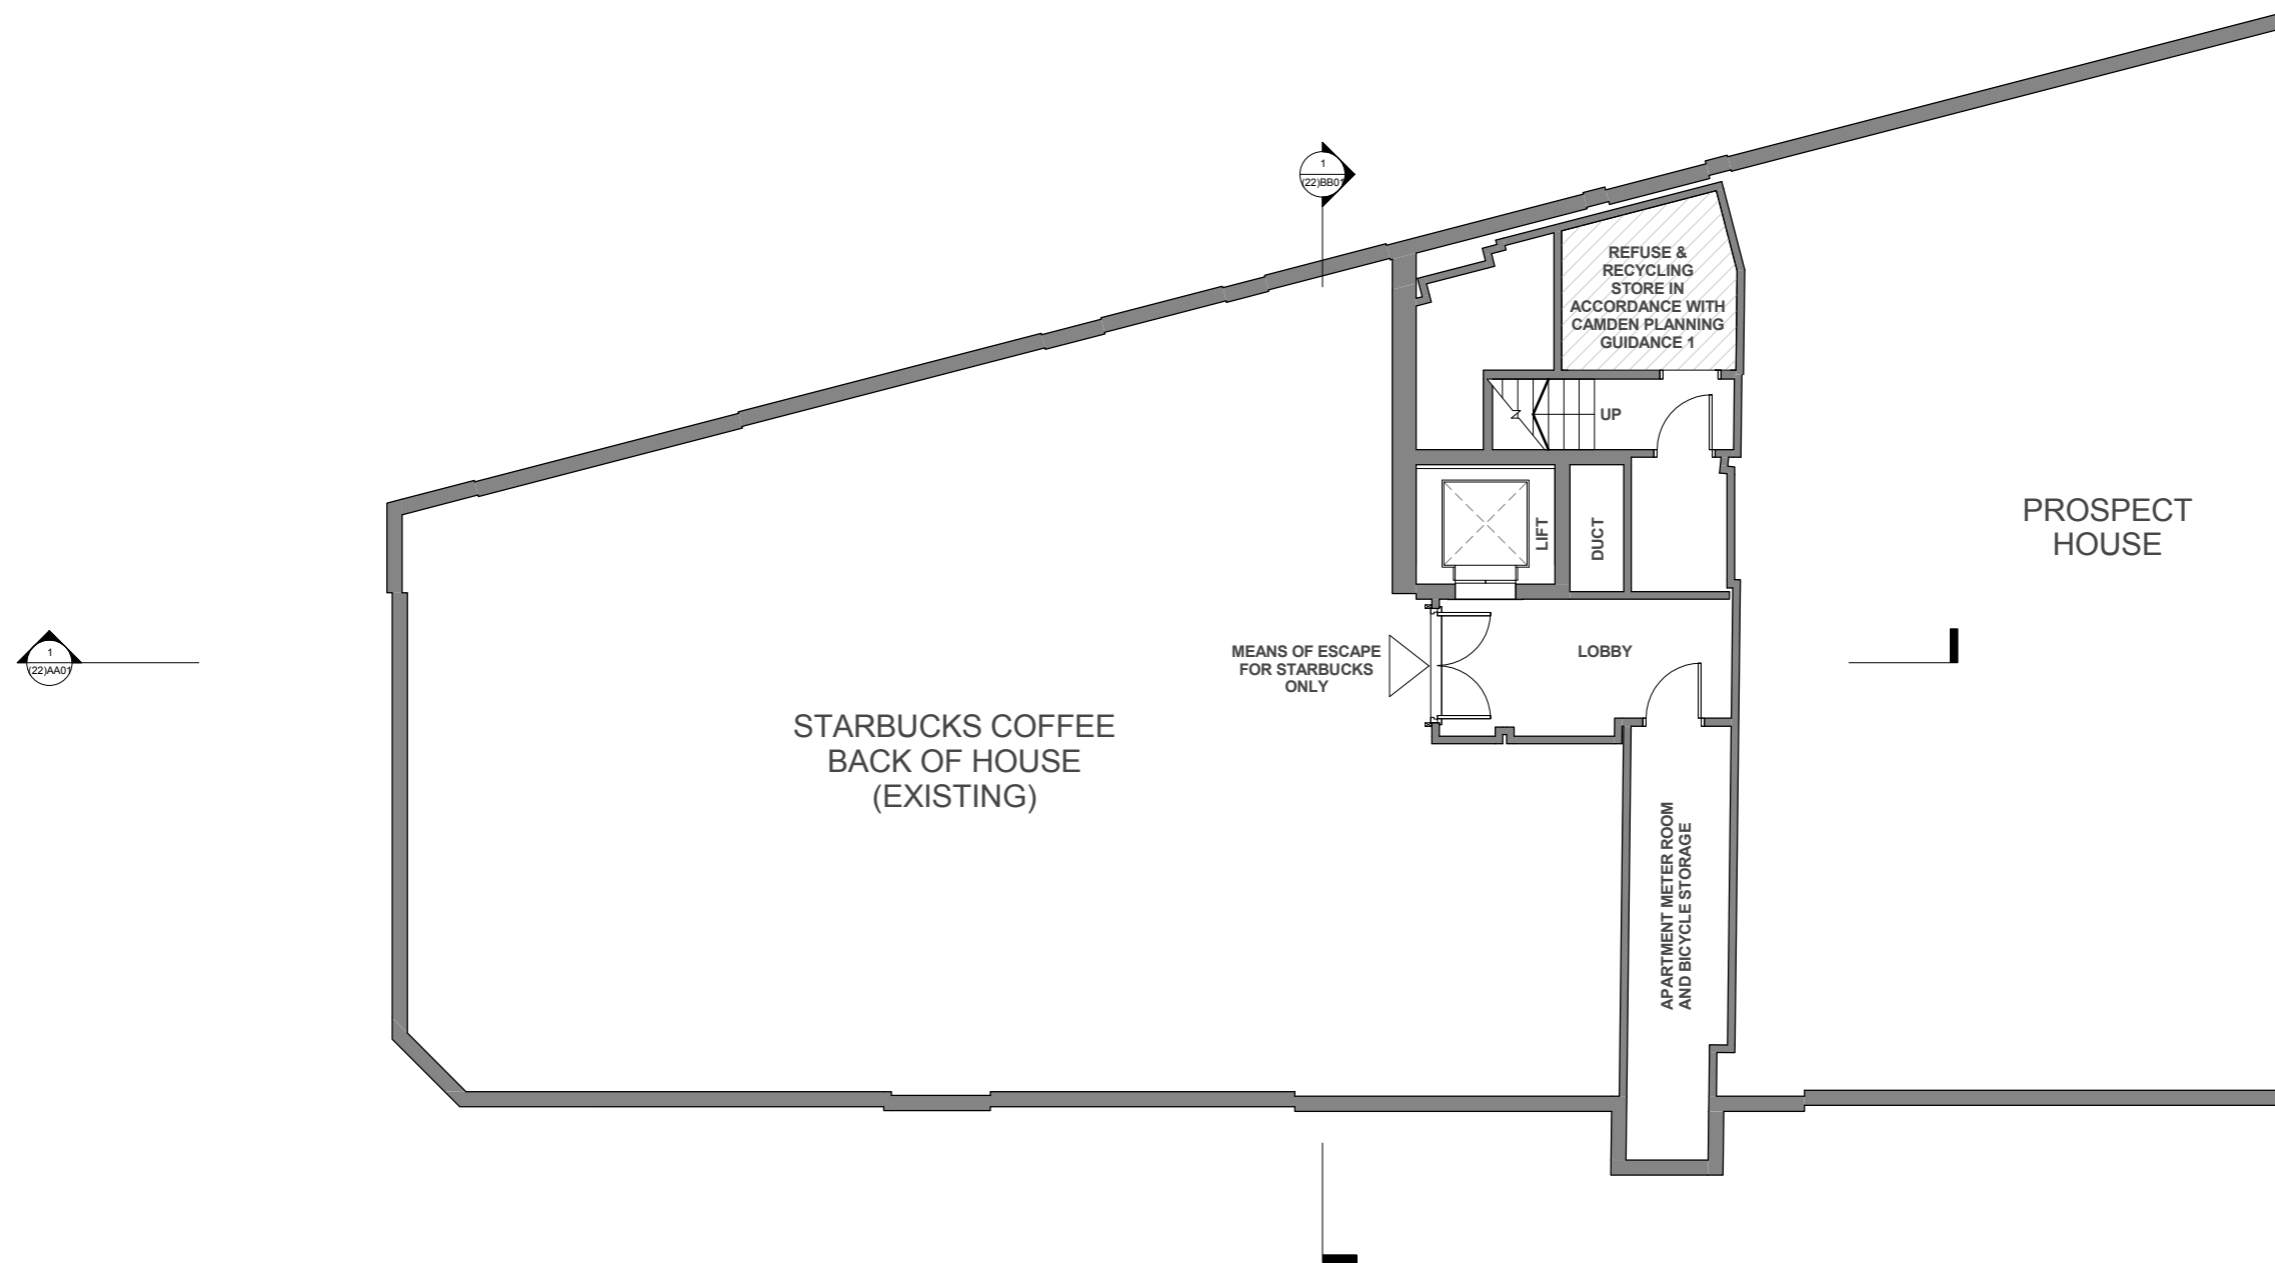 1
(22)BB01
REFUSE &
RECYCLING
STORE IN
ACCORDANCE WITH
CAMDEN PLANNING
GUIDANCE 1
UP
PROSPECT
HOUSE
LIFT
DUCT
1
(22)AA01
MEANS OF ESCAPE
FOR STARBUCKS
ONLY
LOBBY
STARBUCKS COFFEE
BACK OF HOUSE
(EXISTING)
APARTMENT METER ROOM
AND BICYCLE STORAGE